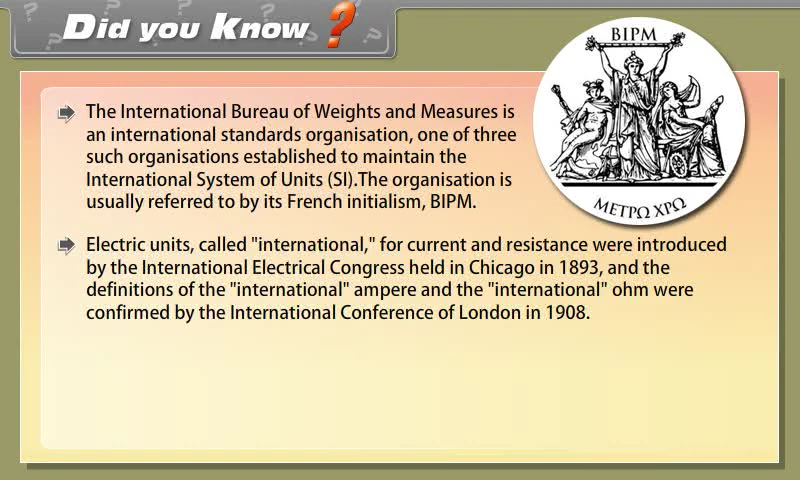 Did you Know ?
BIPM
The International Bureau of Weights and Measures is
an international standards organisation, one of three
such organisations established to maintain the
International System of Units (SI).The organisation is
usually referred to by its French initialism, BIPM.
ΜΕΤΡΩ ΧΡΩ
Electric units, called "international," for current and resistance were introduced
by the International Electrical Congress held in Chicago in 1893, and the
definitions of the "international" ampere and the "international" ohm were
confirmed by the International Conference of London in 1908.